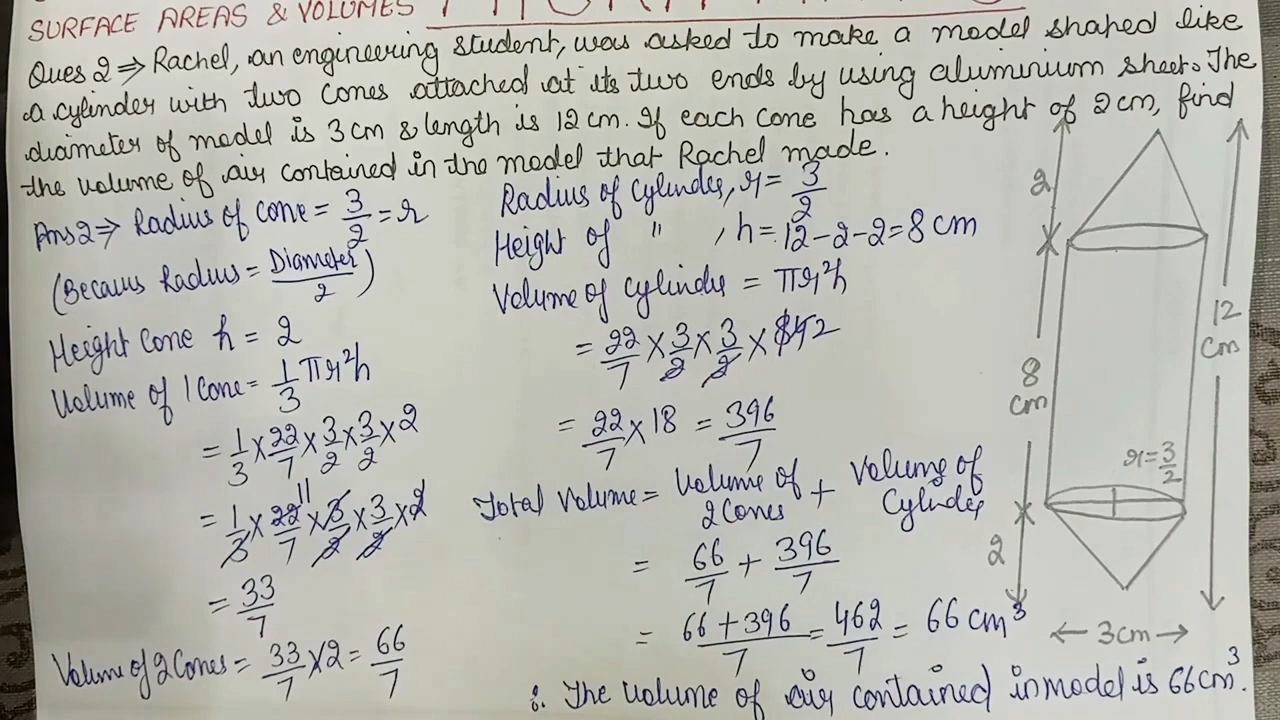 SURFACE AREAS & VOLUMES
Ques 2 ⇒ Rachel, an engineering student, was asked to make a model shaped like
a cylinder with two cones attached at its two ends by using aluminium sheet. The
diameter of model is 3 cm & length is 12 cm. If each cone has a height of 2 cm, find
the volume of air contained in the model that Rachel made.
Ans 2 ⇒ Radius of cone = 3/2 = r
(Becaus Radius = Diameter/2)
Height Cone h = 2
Volume of 1 Cone = 1/3 πr²h
= 1/3 × 22/7 × 3/2 × 3/2 × 2
= 1/3 × 22/7 × 3/2 × 3/2 × 2
11
= 33/7
Volume of 2 Cones = 33/7 × 2 = 66/7
Radius of cylinder, r = 3/2
Height of " , h = 12 - 2 - 2 = 8 cm
Volume of cylinder = πr²h
= 22/7 × 3/2 × 3/2 × 8 4 2
= 22/7 × 18 = 396/7
Total Volume = Volume of 2 Cones + Volume of Cylinder
= 66/7 + 396/7
= 66 + 396/7 = 462/7 = 66 cm³
∴ The volume of air contained in model is 66 cm³.
2
8 cm
2
12 cm
r = 3/2
3 cm